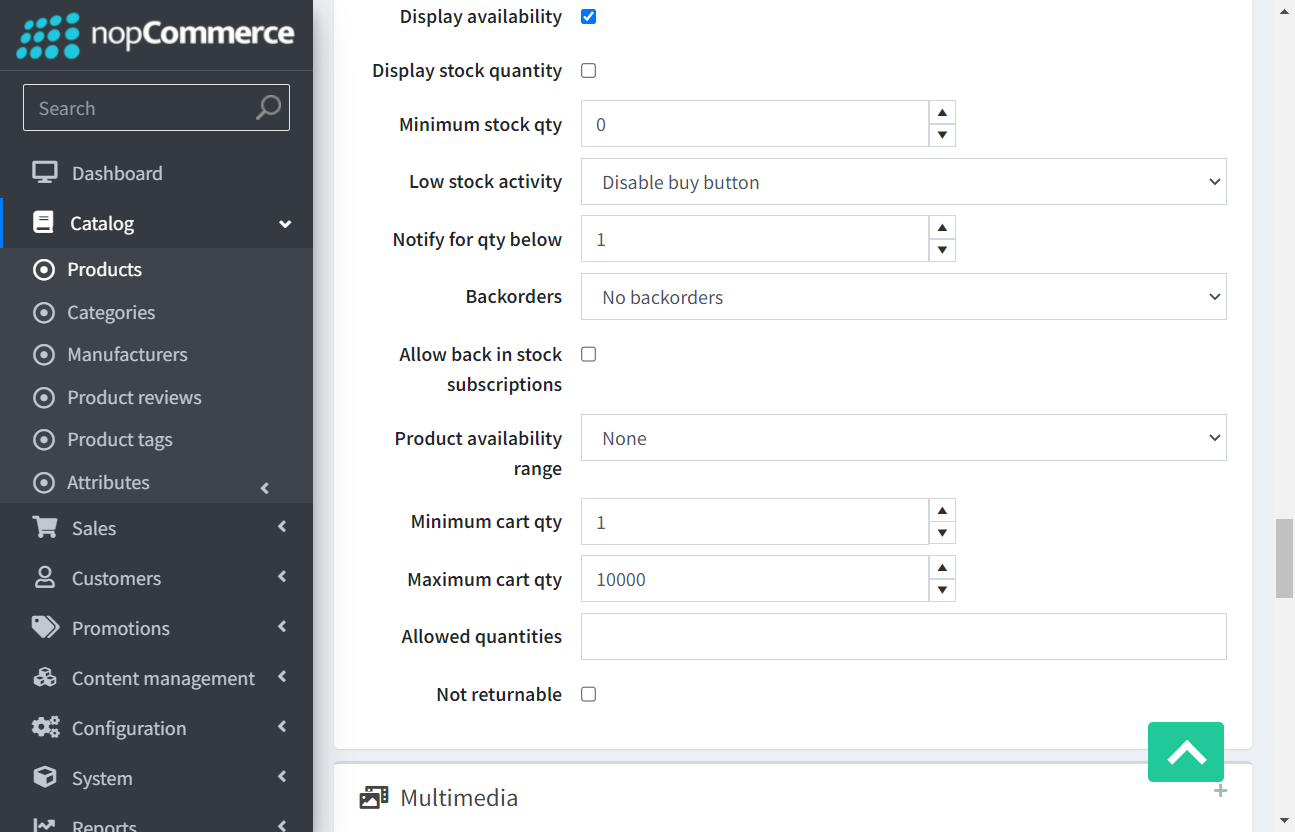 nopCommerce
Search
Dashboard
Catalog
Products
Categories
Manufacturers
Product reviews
Product tags
Attributes
Sales
Customers
Promotions
Content management
Configuration
System
Reports
Display availability
Display stock quantity
Minimum stock qty 0
Low stock activity Disable buy button
Notify for qty below 1
Backorders No backorders
Allow back in stock
subscriptions
Product availability None
range
Minimum cart qty 1
Maximum cart qty 10000
Allowed quantities
Not returnable
Multimedia